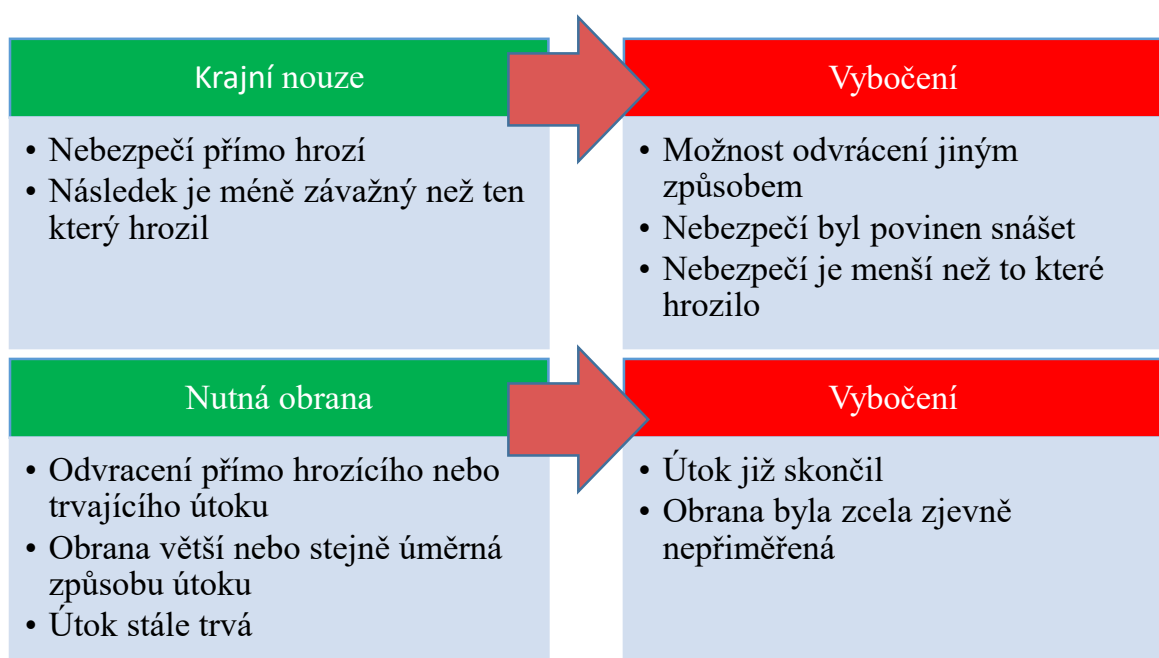 Krajní nouze
• Nebezpečí přímo hrozí
• Následek je méně závažný než ten
který hrozil
Vybočení
• Možnost odvrácení jiným
způsobem
• Nebezpečí byl povinen snášet
• Nebezpečí je menší než to které
hrozilo
Nutná obrana
• Odvracení přímo hrozícího nebo
trvajícího útoku
• Obrana větší nebo stejně úměrná
způsobu útoku
• Útok stále trvá
Vybočení
• Útok již skončil
• Obrana byla zcela zjevně
nepřiměřená